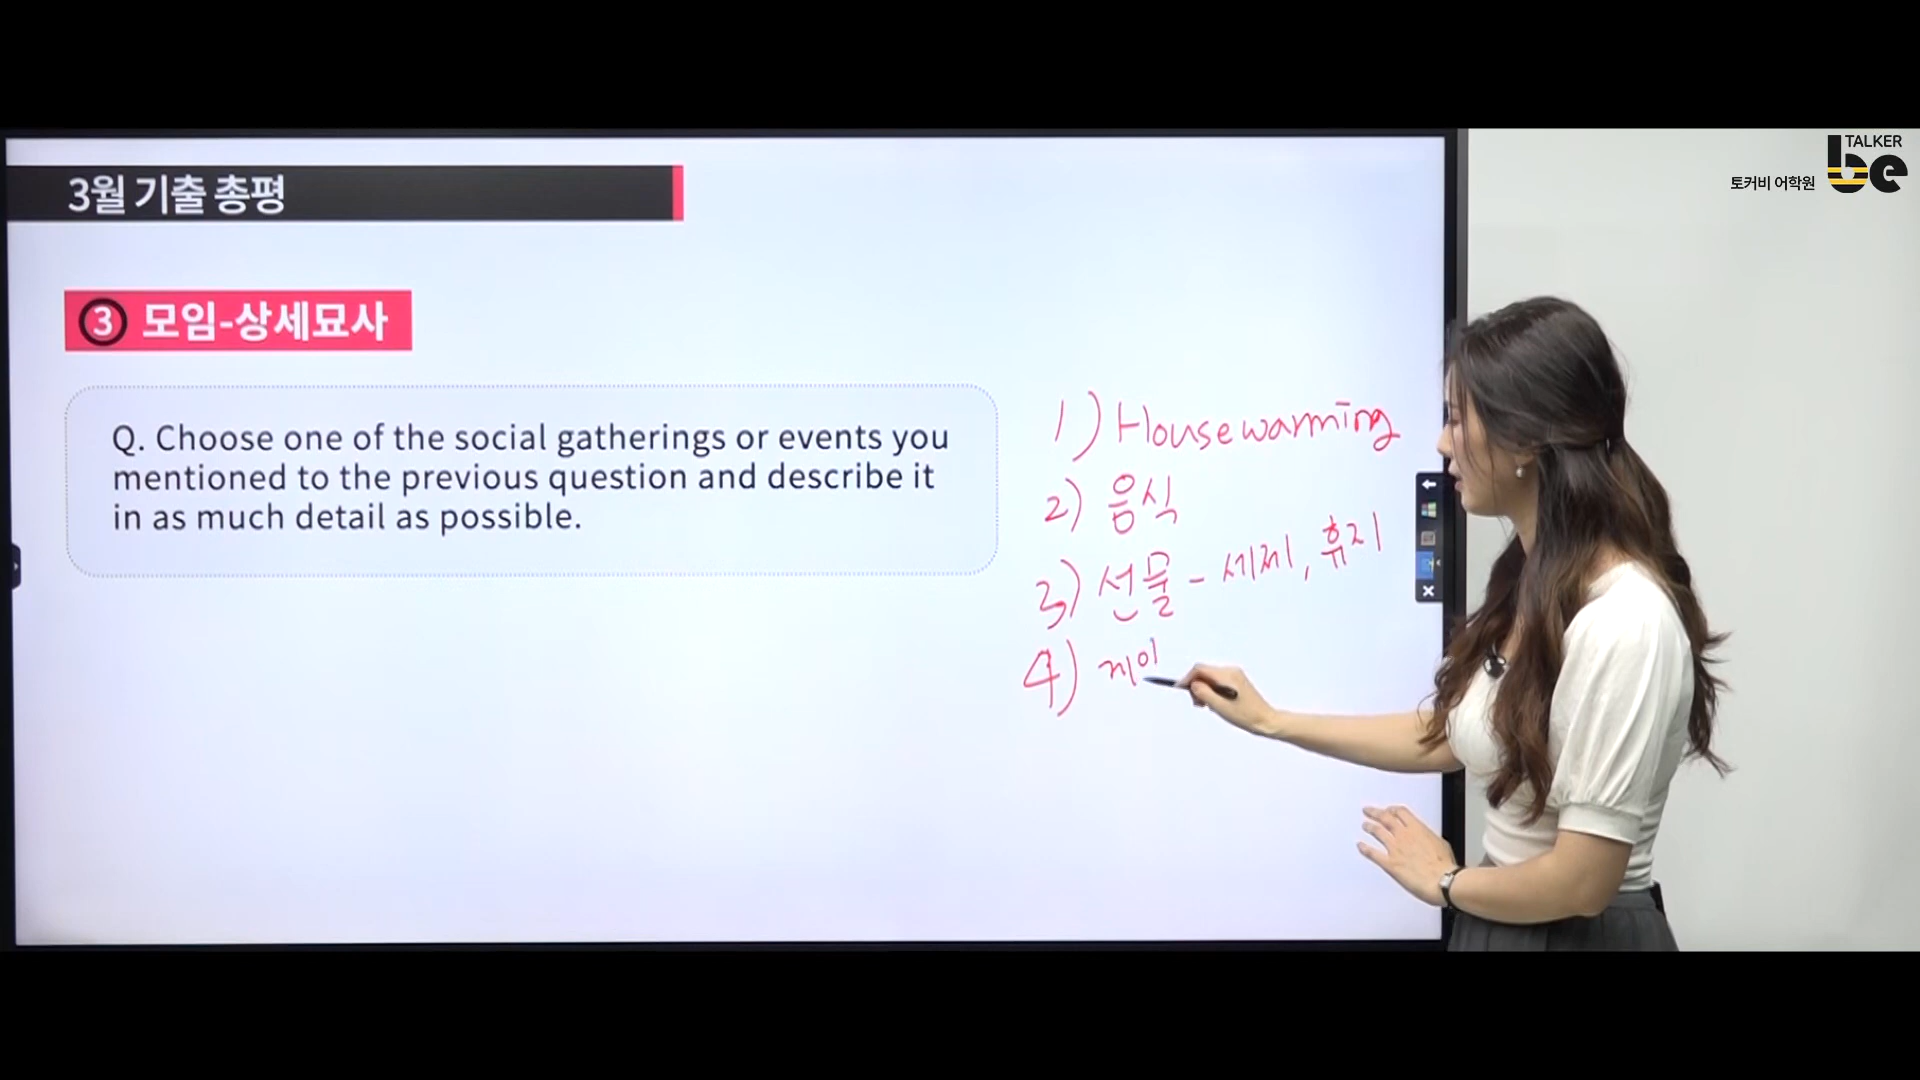 TALKER
be
토커비 어학원
3월 기출 총평
③ 모임-상세묘사
Q. Choose one of the social gatherings or events you
mentioned to the previous question and describe it
in as much detail as possible.
1) Housewarming
2) 음식
3) 선물 - 세제, 휴지
4) 게이